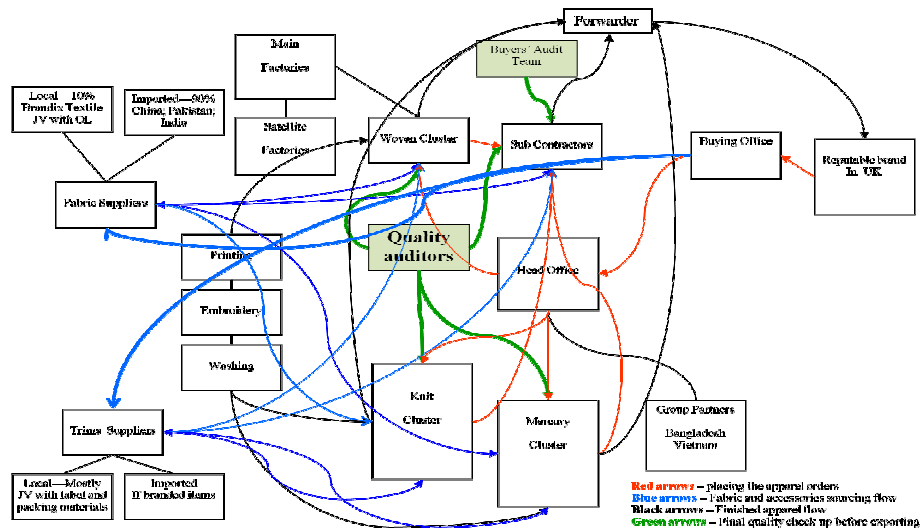 Forwarder
Main
Factories
Buyers' Audit
Team
Local—10%
Brandix Textile
JV with OL
Imported—90%
China; Pakistan;
India
Satellite
Factories
Woven Cluster
Sub Contractors
Buying Office
Reputable brand
In UK
Fabric Suppliers
Quality
auditors
Printing
Head Office
Embroidery
Washing
Knit
Cluster
Mercury
Cluster
Group Partners
Bangladesh
Vietnam
Trims Suppliers
Local—Mostly
JV with label and
packing materials
Imported
If branded items
Red arrows – placing the apparel orders
Blue arrows – Fabric and accessories sourcing flow
Black arrows – Finished apparel flow
Green arrows – Final quality check up before exporting